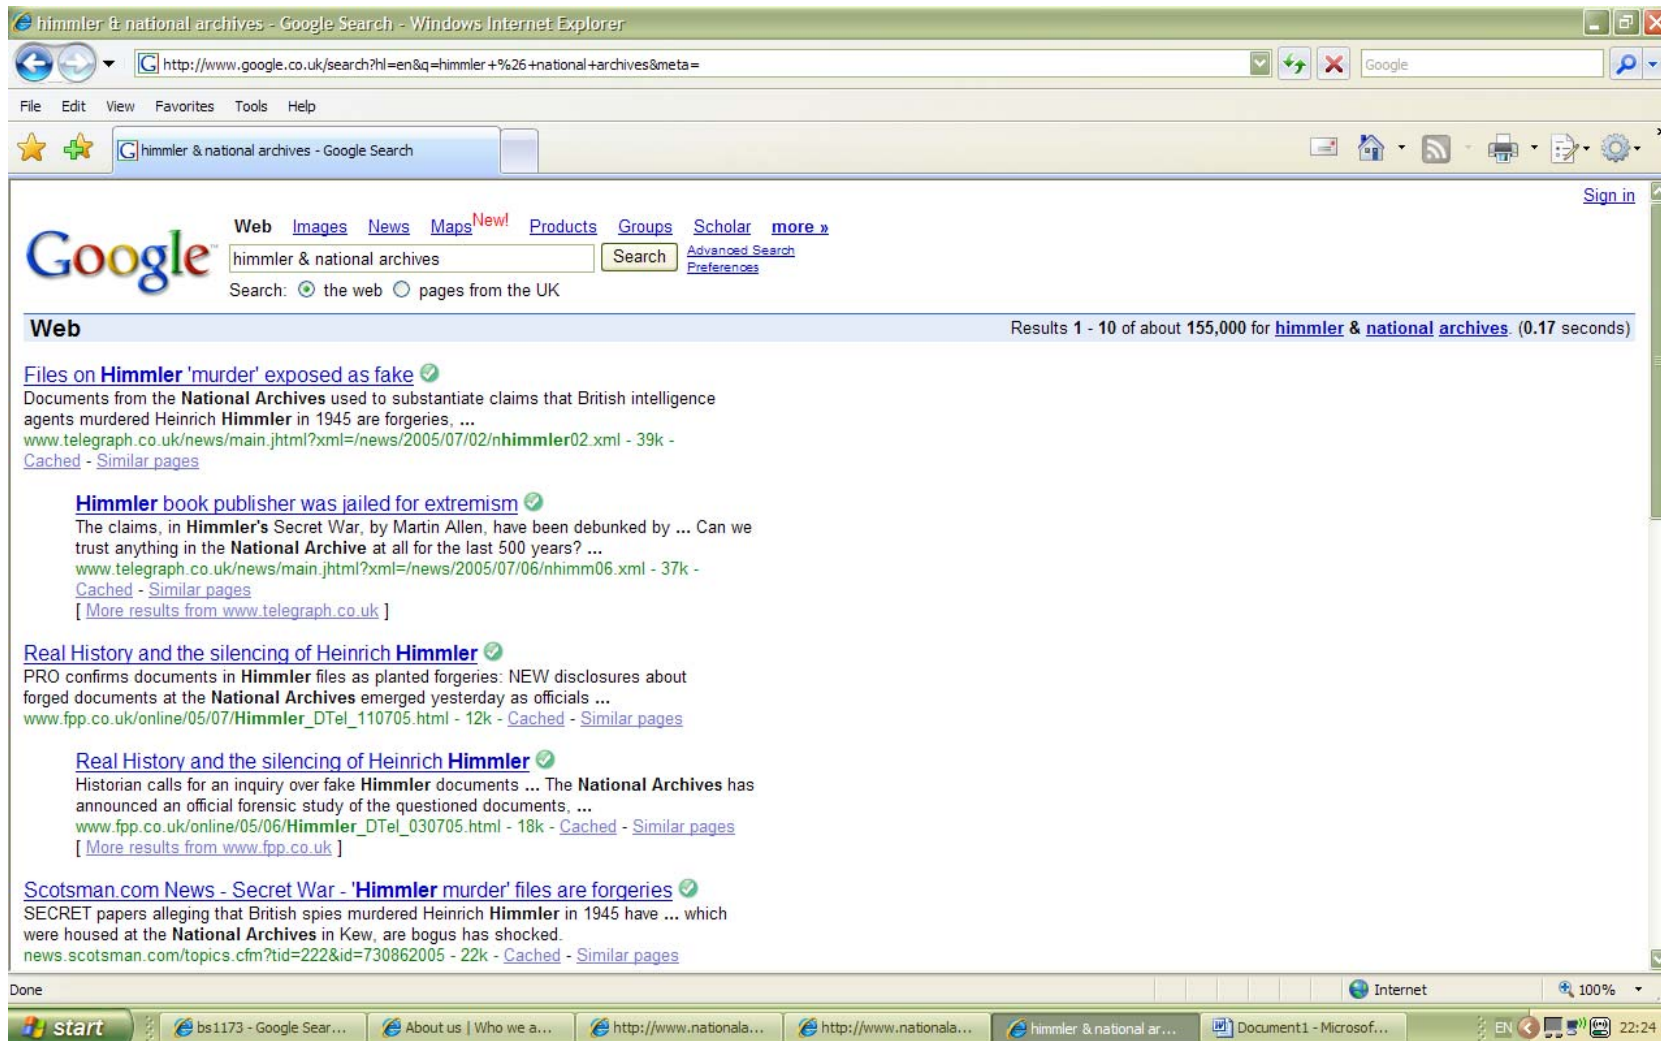 himmler & national archives - Google Search - Windows Internet Explorer
http://www.google.co.uk/search?hl=en&q=himmler+%26+national+archives&meta=
Google
File Edit View Favorites Tools Help
himmler & national archives - Google Search
Sign in
Google
Web Images News Maps New! Products Groups Scholar more »
himmler & national archives Search Advanced Search
Preferences
Search: the web pages from the UK
Web Results 1 - 10 of about 155,000 for himmler & national archives. (0.17 seconds)
Files on Himmler 'murder' exposed as fake
Documents from the National Archives used to substantiate claims that British intelligence
agents murdered Heinrich Himmler in 1945 are forgeries, ...
www.telegraph.co.uk/news/main.jhtml?xml=/news/2005/07/02/nhimmler02.xml - 39k -
Cached - Similar pages
Himmler book publisher was jailed for extremism
The claims, in Himmler's Secret War, by Martin Allen, have been debunked by ... Can we
trust anything in the National Archive at all for the last 500 years? ...
www.telegraph.co.uk/news/main.jhtml?xml=/news/2005/07/06/nhimm06.xml - 37k -
Cached - Similar pages
[ More results from www.telegraph.co.uk ]
Real History and the silencing of Heinrich Himmler
PRO confirms documents in Himmler files as planted forgeries: NEW disclosures about
forged documents at the National Archives emerged yesterday as officials ...
www.fpp.co.uk/online/05/07/Himmler_DTel_110705.html - 12k - Cached - Similar pages
Real History and the silencing of Heinrich Himmler
Historian calls for an inquiry over fake Himmler documents ... The National Archives has
announced an official forensic study of the questioned documents, ...
www.fpp.co.uk/online/05/06/Himmler_DTel_030705.html - 18k - Cached - Similar pages
[ More results from www.fpp.co.uk ]
Scotsman.com News - Secret War - 'Himmler murder' files are forgeries
SECRET papers alleging that British spies murdered Heinrich Himmler in 1945 have ... which
were housed at the National Archives in Kew, are bogus has shocked.
news.scotsman.com/topics.cfm?tid=222&id=730862005 - 22k - Cached - Similar pages
Done Internet 100%
start bs1173 - Google Sear... About us | Who we a... http://www.nationala... http://www.nationala... himmler & national ar... Document1 - Microsof... EN 22:24